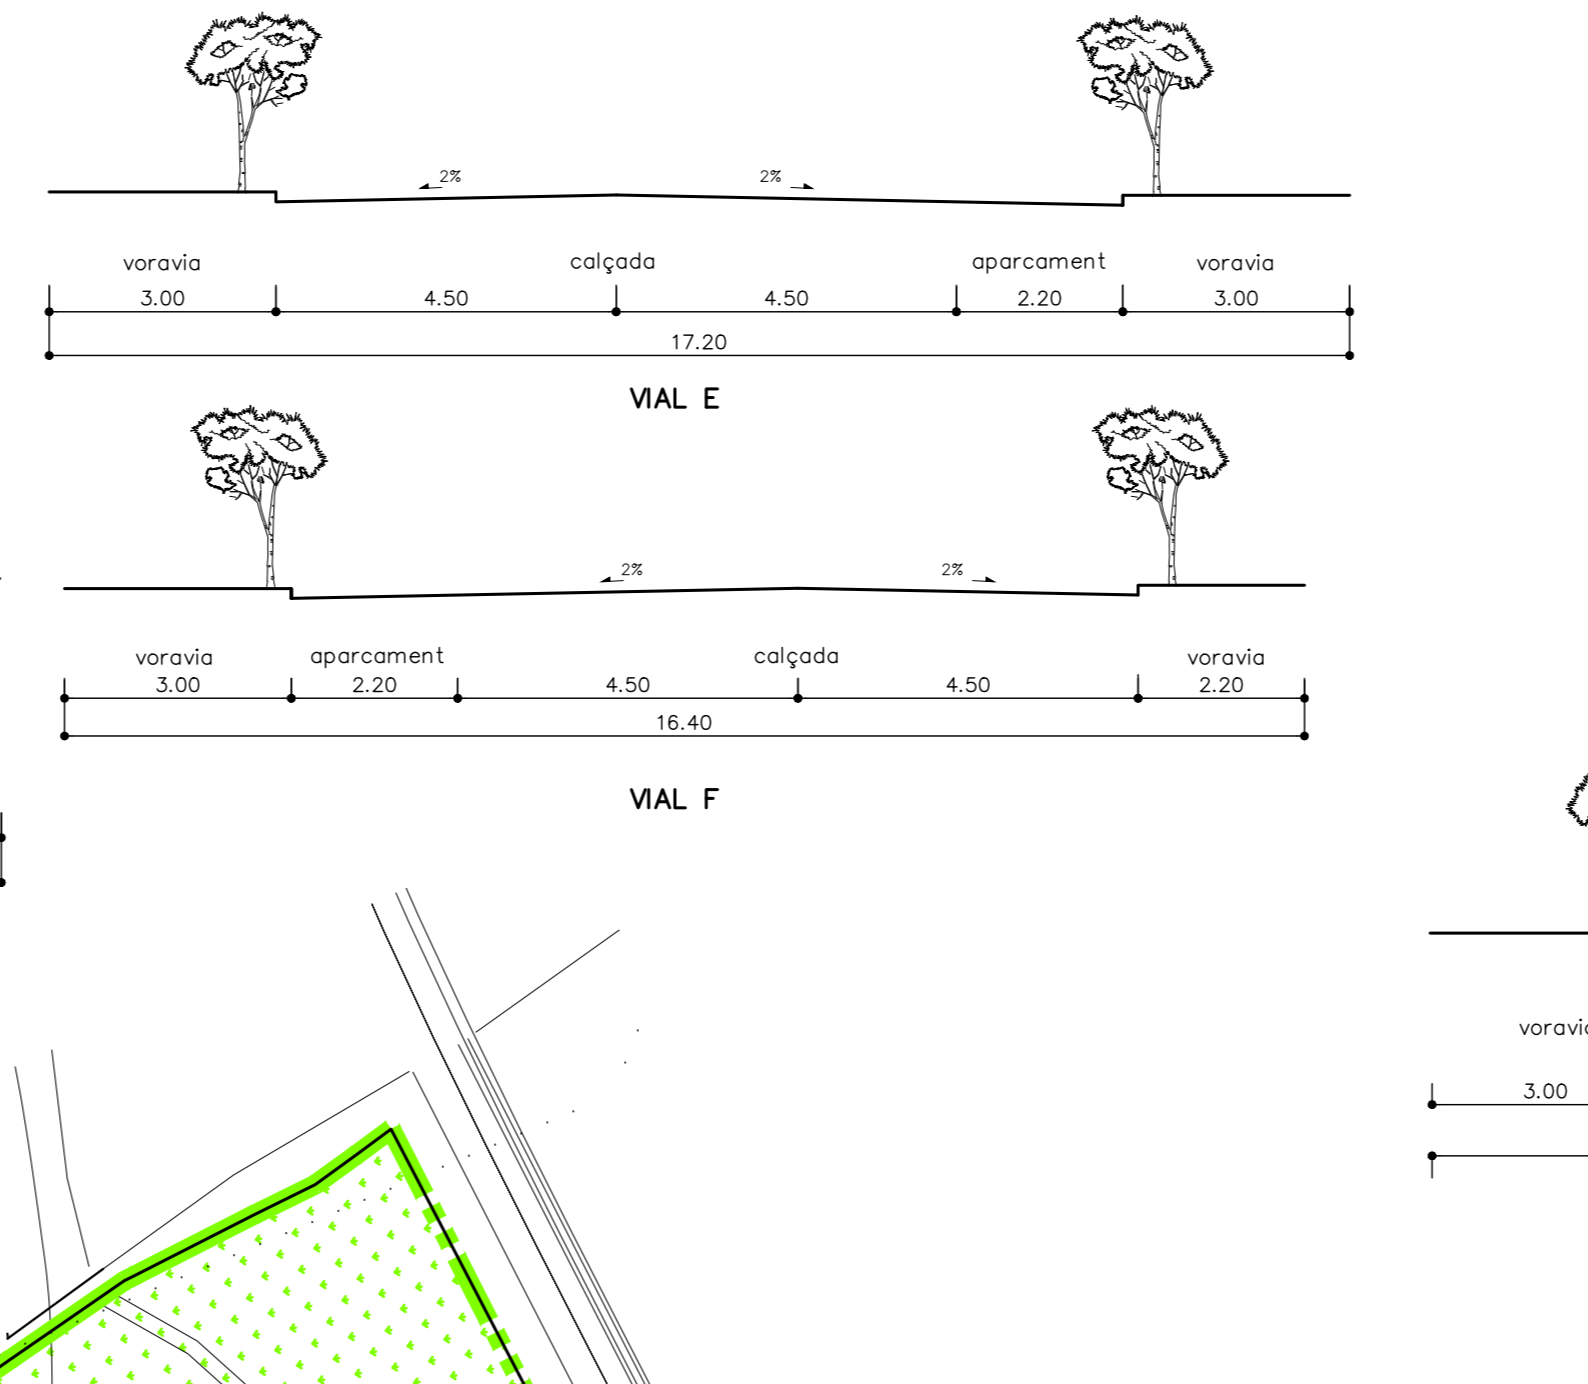 2% 2%
voravia calçada aparcament voravia
3.00 4.50 4.50 2.20 3.00
17.20
VIAL E
2% 2%
voravia aparcament calçada voravia
3.00 2.20 4.50 4.50 2.20
16.40
VIAL F
voravia
3.00